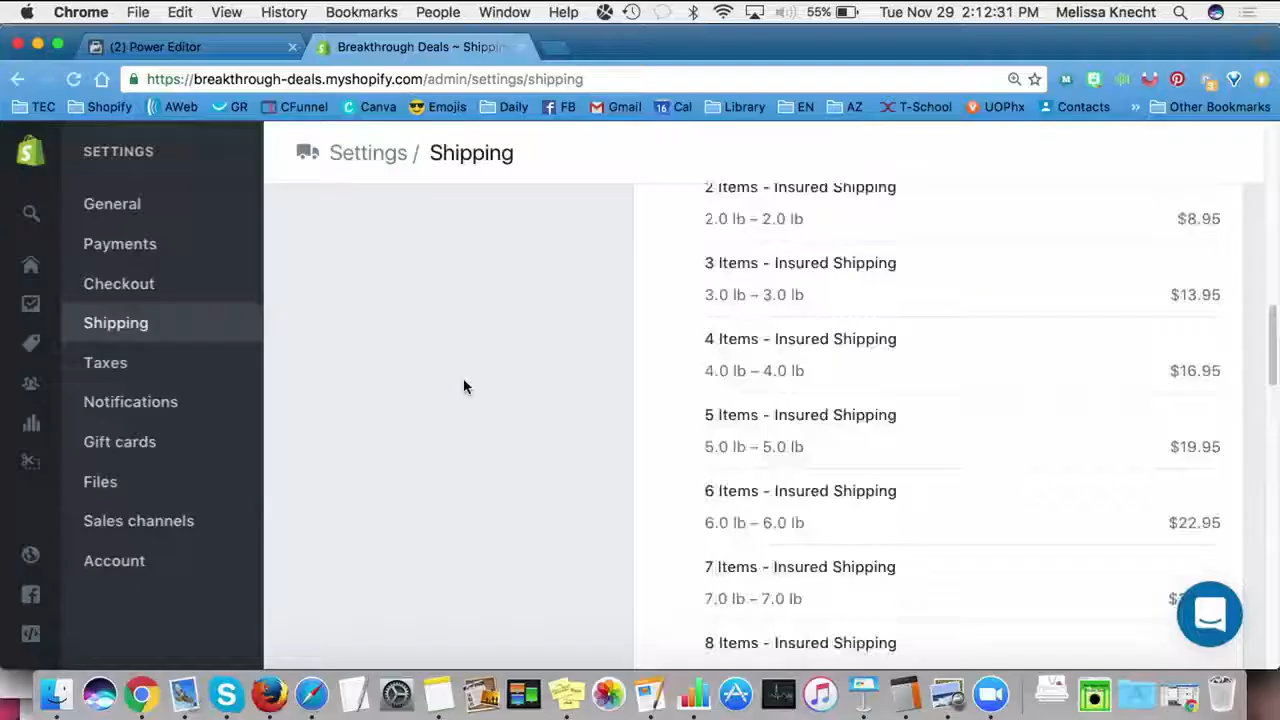 Chrome File Edit View History Bookmarks People Window Help 55% Tue Nov 29 2:12:31 PM Melissa Knecht
(2) Power Editor Breakthrough Deals ~ Shippin
https://breakthrough-deals.myshopify.com/admin/settings/shipping
TEC Shopify AWeb GR CFunnel Canva Emojis Daily FB Gmail 16 Cal Library EN AZ T-School UOPhx Contacts » Other Bookmarks
SETTINGS
Settings / Shipping
General
Payments
Checkout
Shipping
Taxes
Notifications
Gift cards
Files
Sales channels
Account
2 Items - Insured Shipping
2.0 lb – 2.0 lb $8.95
3 Items - Insured Shipping
3.0 lb – 3.0 lb $13.95
4 Items - Insured Shipping
4.0 lb – 4.0 lb $16.95
5 Items - Insured Shipping
5.0 lb – 5.0 lb $19.95
6 Items - Insured Shipping
6.0 lb – 6.0 lb $22.95
7 Items - Insured Shipping
7.0 lb – 7.0 lb
8 Items - Insured Shipping